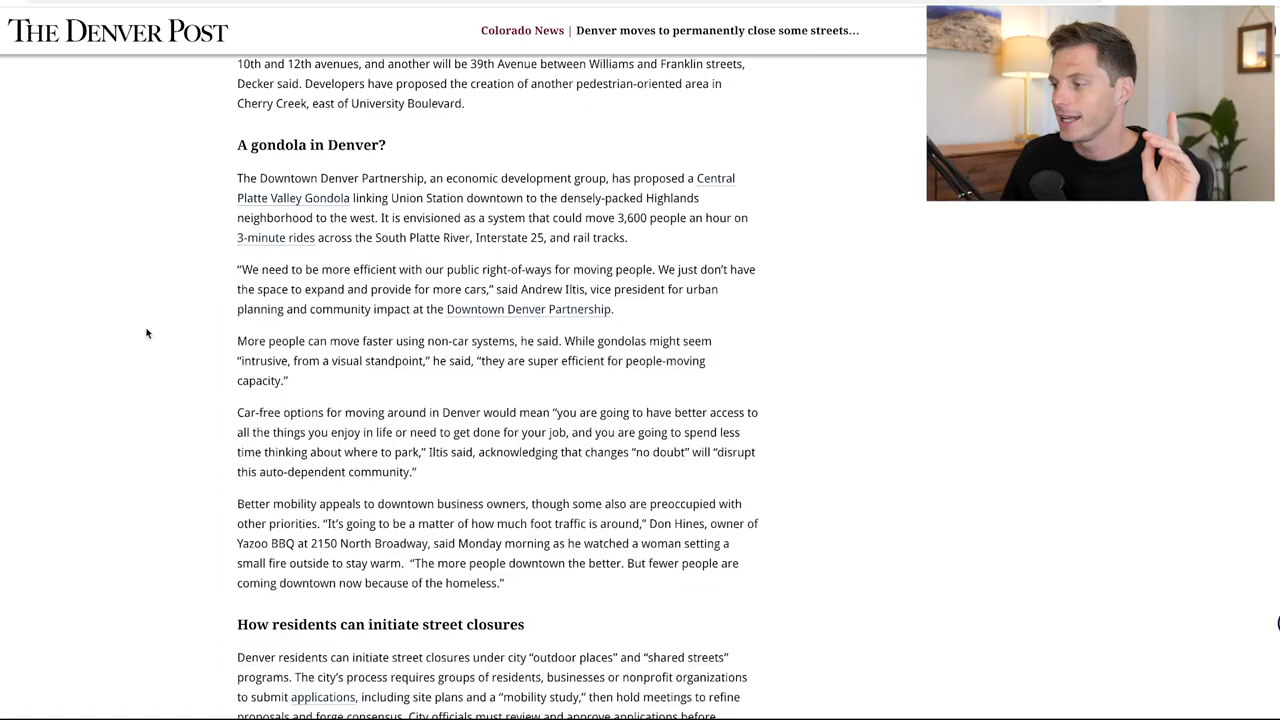 THE DENVER POST
Colorado News | Denver moves to permanently close some streets...
10th and 12th avenues, and another will be 39th Avenue between Williams and Franklin streets,
Decker said. Developers have proposed the creation of another pedestrian-oriented area in
Cherry Creek, east of University Boulevard.
A gondola in Denver?
The Downtown Denver Partnership, an economic development group, has proposed a Central
Platte Valley Gondola linking Union Station downtown to the densely-packed Highlands
neighborhood to the west. It is envisioned as a system that could move 3,600 people an hour on
3-minute rides across the South Platte River, Interstate 25, and rail tracks.
“We need to be more efficient with our public right-of-ways for moving people. We just don’t have
the space to expand and provide for more cars,” said Andrew Iltis, vice president for urban
planning and community impact at the Downtown Denver Partnership.
More people can move faster using non-car systems, he said. While gondolas might seem
“intrusive, from a visual standpoint,” he said, “they are super efficient for people-moving
capacity.”
Car-free options for moving around in Denver would mean “you are going to have better access to
all the things you enjoy in life or need to get done for your job, and you are going to spend less
time thinking about where to park,” Iltis said, acknowledging that changes “no doubt” will “disrupt
this auto-dependent community.”
Better mobility appeals to downtown business owners, though some also are preoccupied with
other priorities. “It’s going to be a matter of how much foot traffic is around,” Don Hines, owner of
Yazoo BBQ at 2150 North Broadway, said Monday morning as he watched a woman setting a
small fire outside to stay warm. “The more people downtown the better. But fewer people are
coming downtown now because of the homeless.”
How residents can initiate street closures
Denver residents can initiate street closures under city “outdoor places” and “shared streets”
programs. The city’s process requires groups of residents, businesses or nonprofit organizations
to submit applications, including site plans and a “mobility study,” then hold meetings to refine
proposals and forge consensus. City officials must review and approve applications before